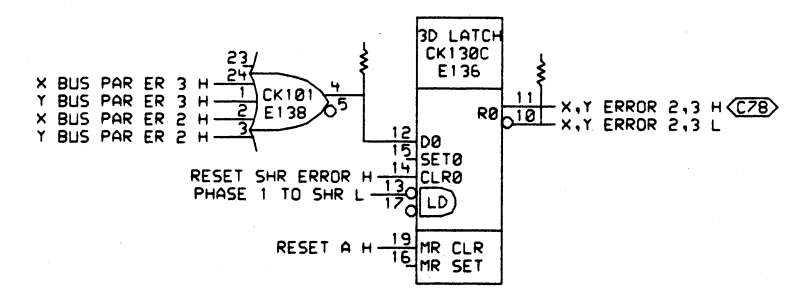 3D LATCH
CK130C
E136
23
24
X BUS PAR ER 3 H
1
Y BUS PAR ER 3 H
2
X BUS PAR ER 2 H
3
Y BUS PAR ER 2 H
CK101
E138
4
5
11
R0
X,Y ERROR 2,3 H
C78
10
X,Y ERROR 2,3 L
12
D0
15
SET0
14
RESET SHR ERROR H
CLR0
13
PHASE 1 TO SHR L
17
LD
19
RESET A H
MR CLR
16
MR SET